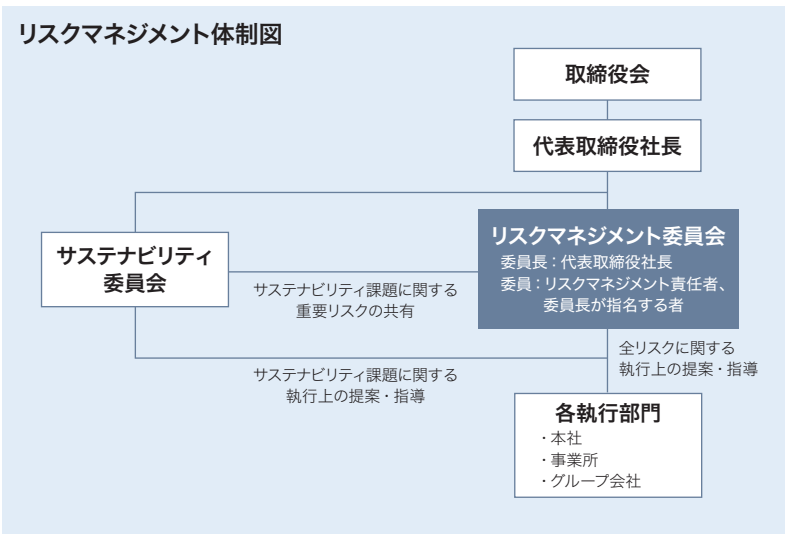 リスクマネジメント体制図
取締役会
代表取締役社長
サステナビリティ
委員会
リスクマネジメント委員会
委員長：代表取締役社長
委員：リスクマネジメント責任者、
委員長が指名する者
サステナビリティ課題に関する
重要リスクの共有
全リスクに関する
執行上の提案・指導
サステナビリティ課題に関する
執行上の提案・指導
各執行部門
・本社
・事業所
・グループ会社